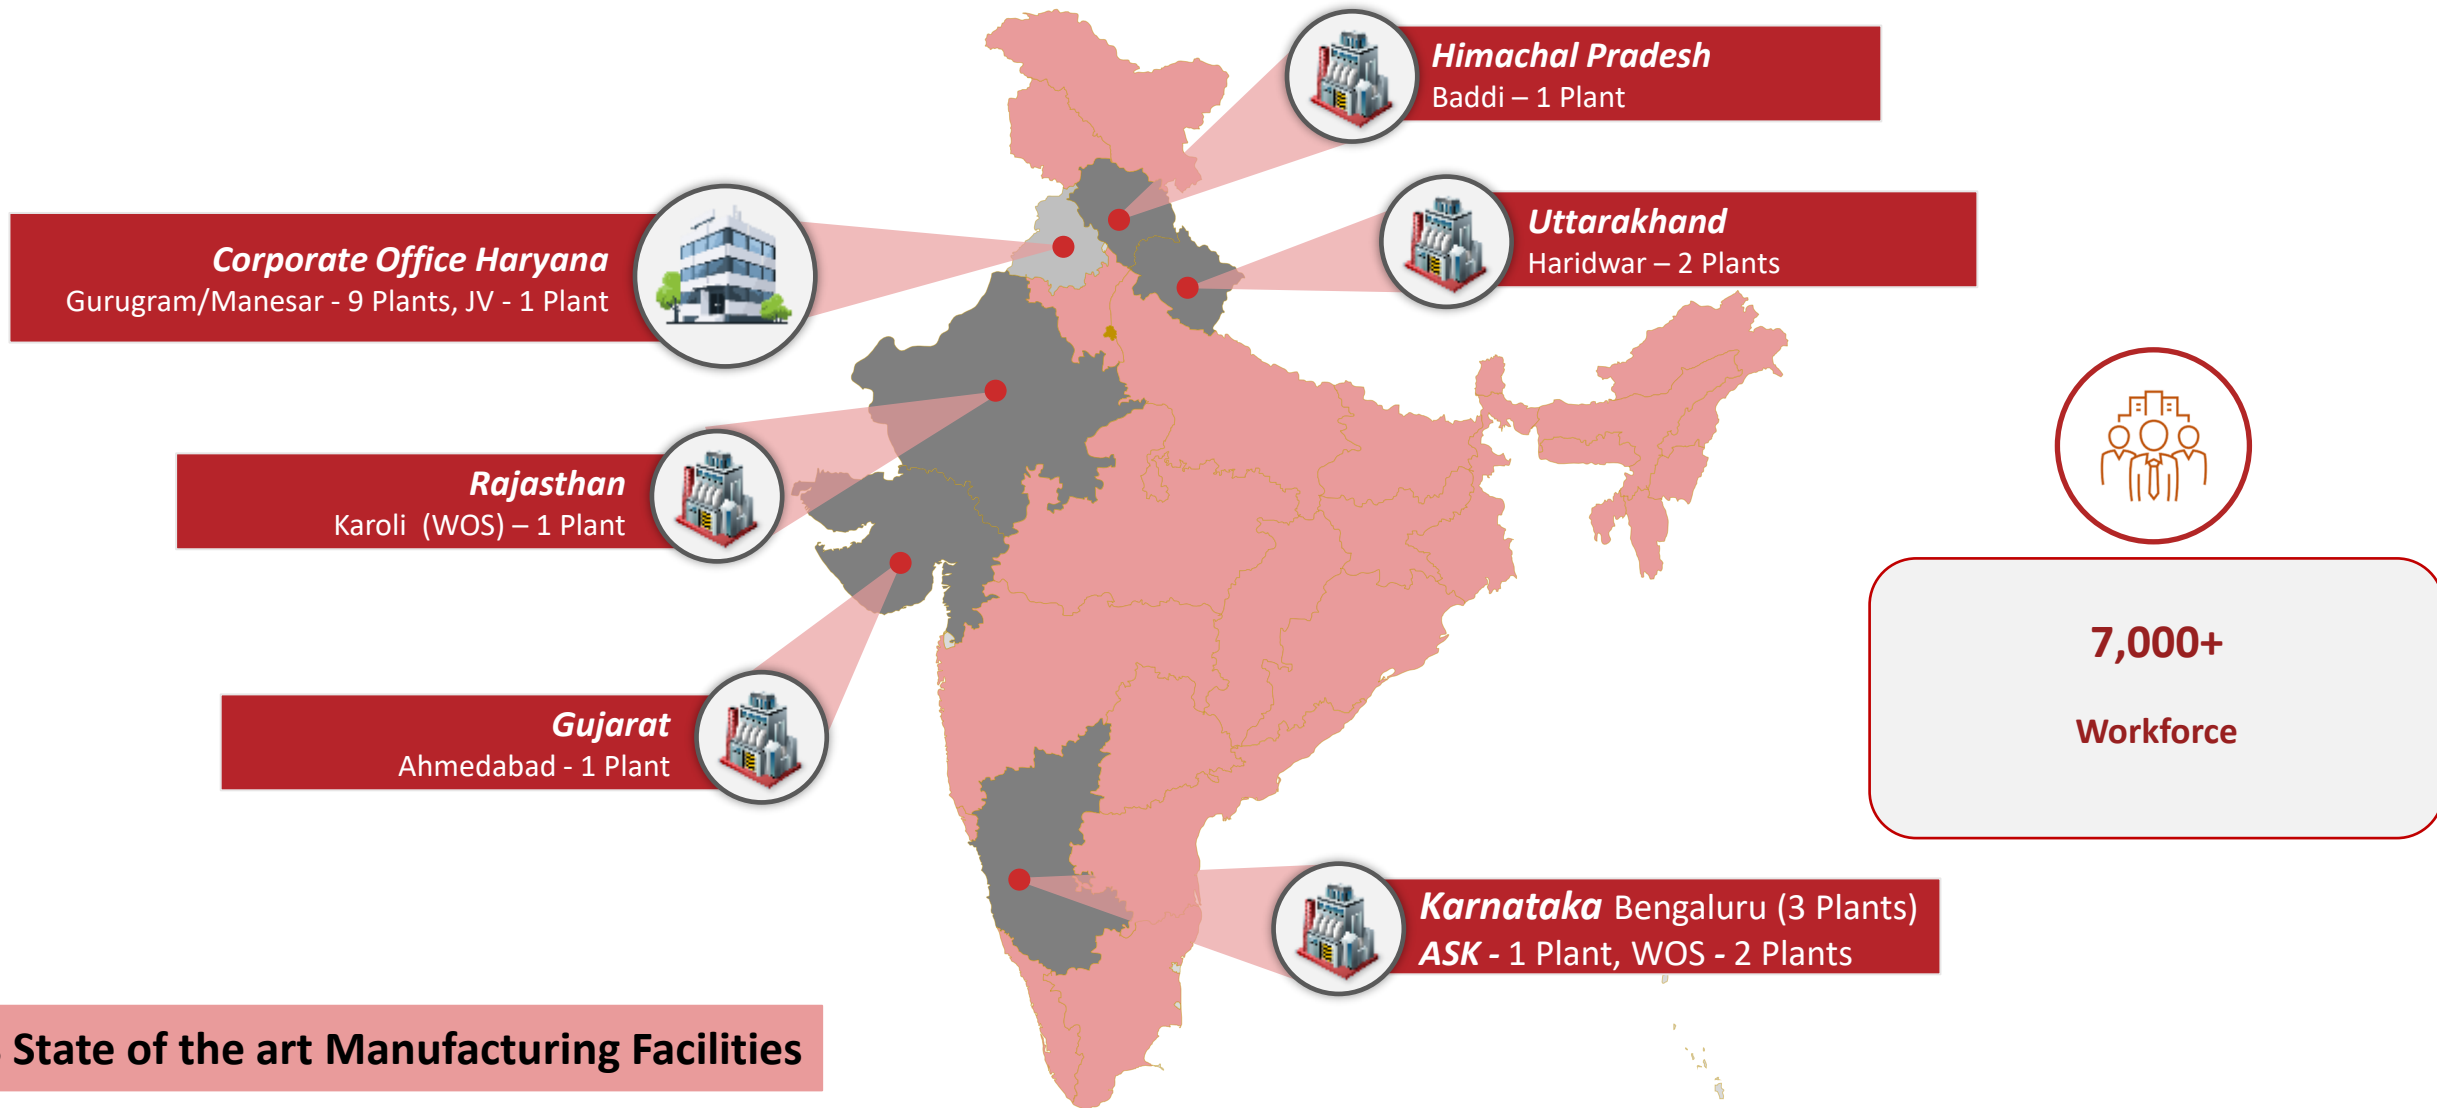 Himachal Pradesh
Baddi – 1 Plant
Uttarakhand
Haridwar – 2 Plants
Corporate Office Haryana
Gurugram/Manesar - 9 Plants, JV - 1 Plant
Rajasthan
Karoli (WOS) – 1 Plant
Gujarat
Ahmedabad - 1 Plant
7,000+
Workforce
Karnataka Bengaluru (3 Plants)
ASK - 1 Plant, WOS - 2 Plants
State of the art Manufacturing Facilities